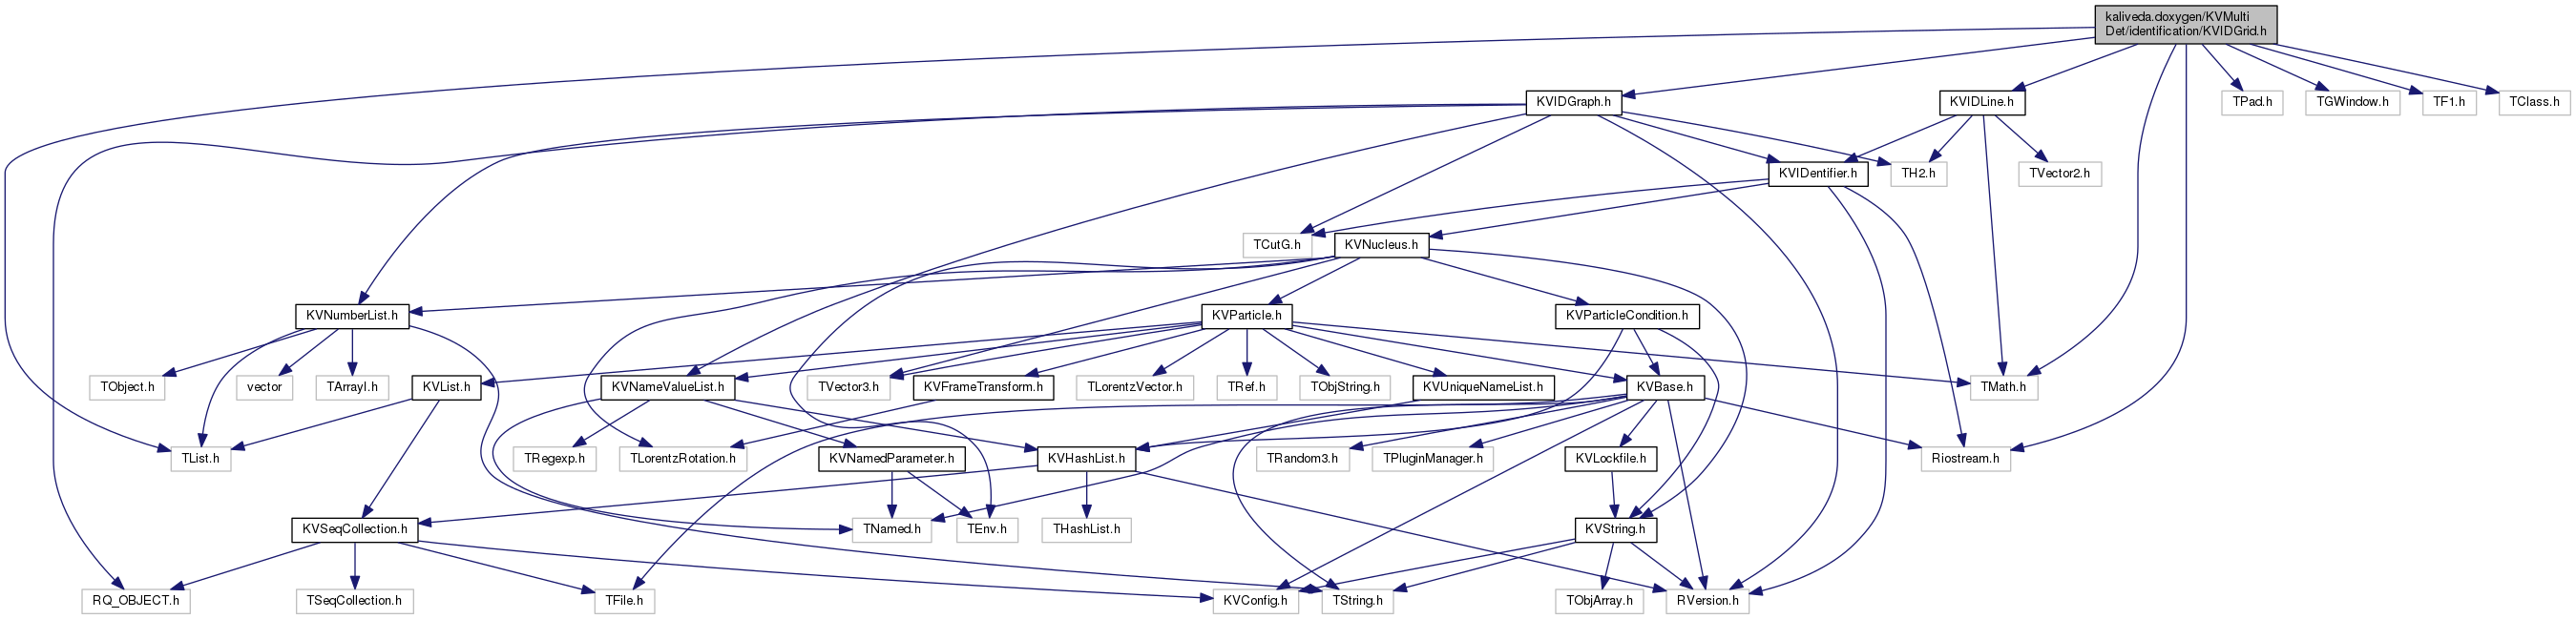 kaliveda.doxygen/KVMulti
Det/identification/KVIDGrid.h
KVIDGraph.h
KVIDLine.h
TPad.h
TGWindow.h
TF1.h
TClass.h
KVIDentifier.h
TH2.h
TVector2.h
TCutG.h
KVNucleus.h
KVNumberList.h
KVParticle.h
KVParticleCondition.h
TObject.h
vector
TArrayI.h
KVList.h
KVNameValueList.h
TVector3.h
KVFrameTransform.h
TLorentzVector.h
TRef.h
TObjString.h
KVUniqueNameList.h
KVBase.h
TMath.h
TList.h
TRegexp.h
TLorentzRotation.h
KVNamedParameter.h
KVHashList.h
TRandom3.h
TPluginManager.h
KVLockfile.h
Riostream.h
KVSeqCollection.h
TNamed.h
TEnv.h
THashList.h
KVString.h
RQ_OBJECT.h
TSeqCollection.h
TFile.h
KVConfig.h
TString.h
TObjArray.h
RVersion.h